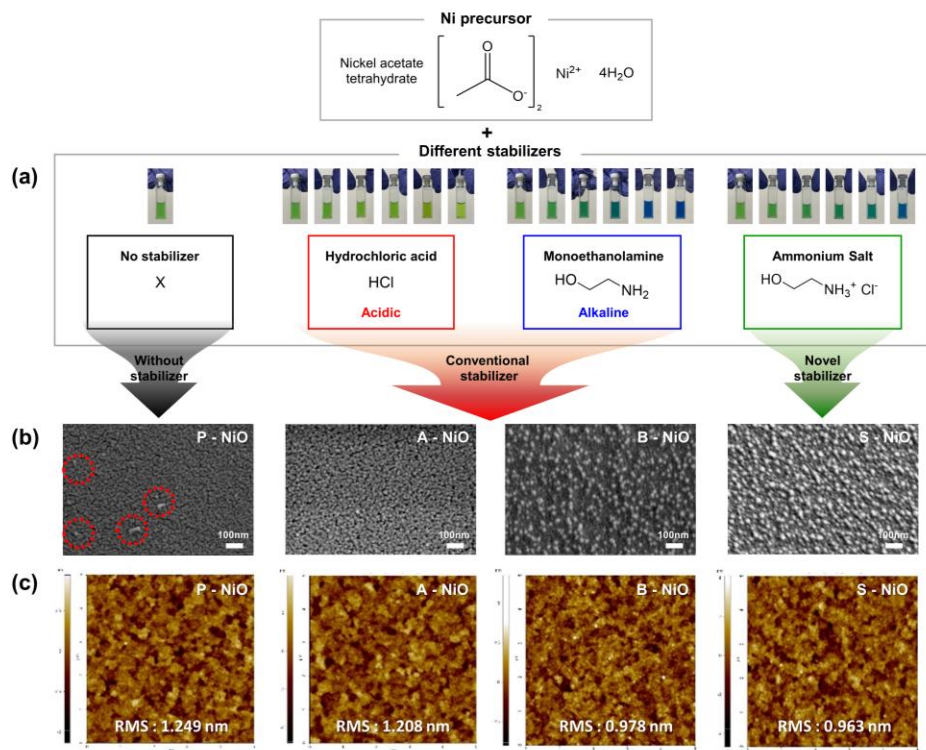 Ni precursor
Nickel acetate
tetrahydrate
O
O-
2
Ni2+
4H2O
+
Different stabilizers
(a)
No stabilizer
X
Hydrochloric acid
HCl
Acidic
Monoethanolamine
HO
NH2
Alkaline
Ammonium Salt
HO
NH3+ Cl-
Without
stabilizer
Conventional
stabilizer
Novel
stabilizer
(b)
P - NiO
100nm
A - NiO
100nm
B - NiO
100nm
S - NiO
100nm
(c)
P - NiO
RMS : 1.249 nm
A - NiO
RMS : 1.208 nm
B - NiO
RMS : 0.978 nm
S - NiO
RMS : 0.963 nm